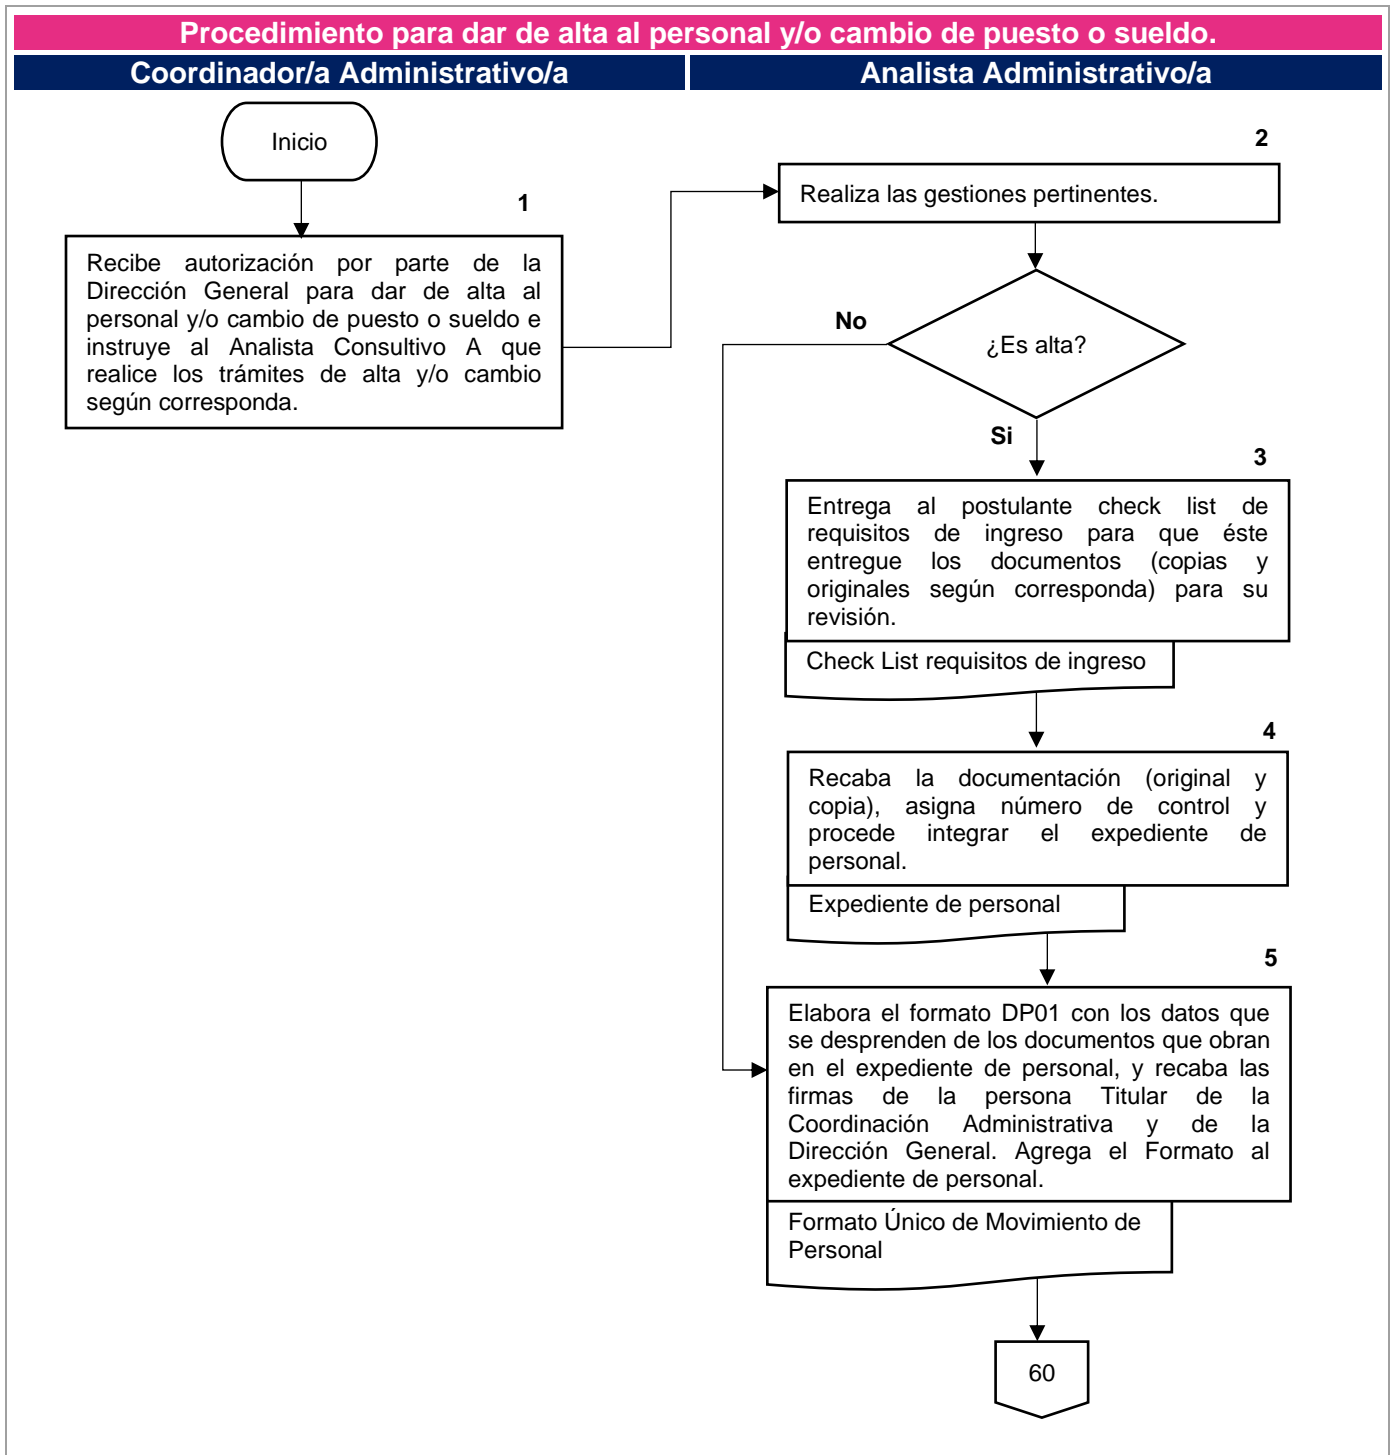 Procedimiento para dar de alta al personal y/o cambio de puesto o sueldo.
Coordinador/a Administrativo/a
Analista Administrativo/a
Inicio
1
Recibe autorización por parte de la
Dirección General para dar de alta al
personal y/o cambio de puesto o sueldo e
instruye al Analista Consultivo A que
realice los trámites de alta y/o cambio
según corresponda.
2
Realiza las gestiones pertinentes.
¿Es alta?
No
Si
3
Entrega al postulante check list de
requisitos de ingreso para que éste
entregue los documentos (copias y
originales según corresponda) para su
revisión.
Check List requisitos de ingreso
4
Recaba la documentación (original y
copia), asigna número de control y
procede integrar el expediente de
personal.
Expediente de personal
5
Elabora el formato DP01 con los datos que
se desprenden de los documentos que obran
en el expediente de personal, y recaba las
firmas de la persona Titular de la
Coordinación Administrativa y de la
Dirección General. Agrega el Formato al
expediente de personal.
Formato Único de Movimiento de
Personal
60